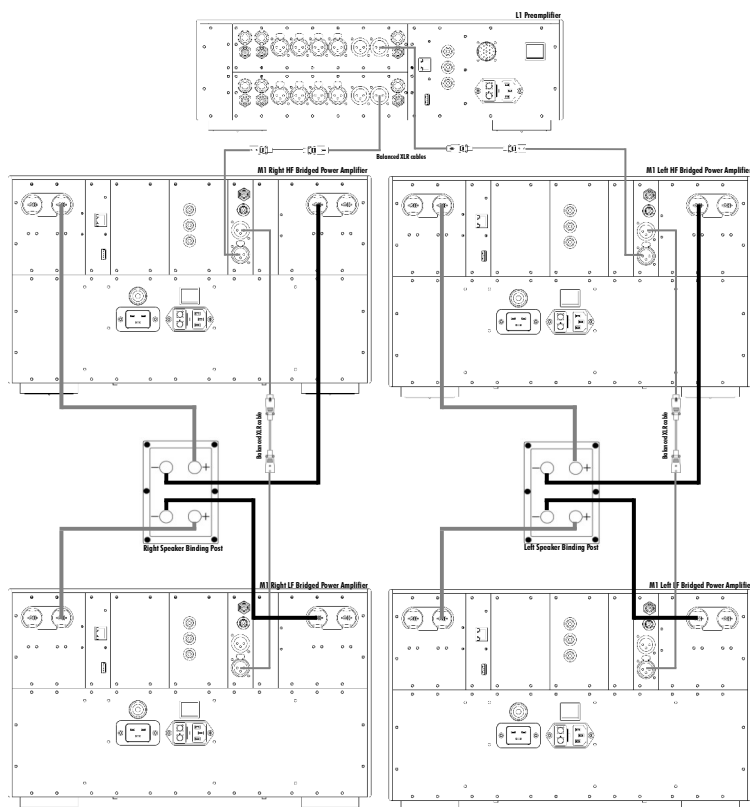 L1 Preamplifier
Balanced XLR cables
M1 Right HF Bridged Power Amplifier
M1 Left HF Bridged Power Amplifier
Balanced XLR cable
Balanced XLR cable
- +
- +
- +
- +
Right Speaker Binding Post
Left Speaker Binding Post
M1 Right LF Bridged Power Amplifier
M1 Left LF Bridged Power Amplifier